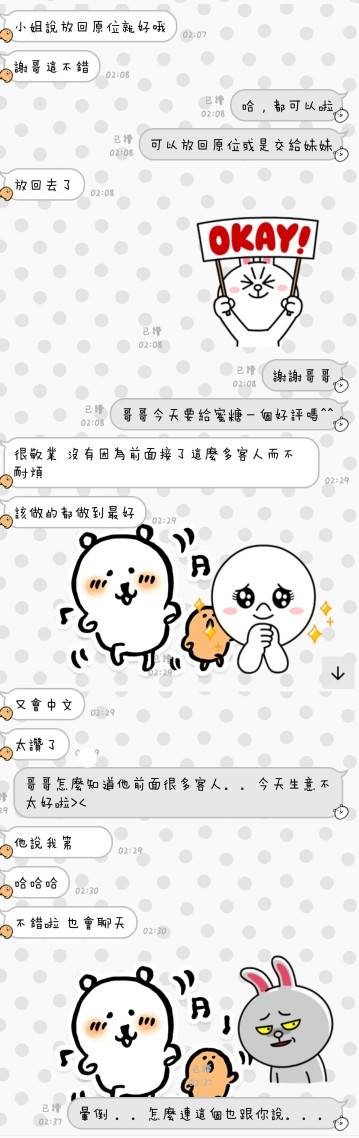 小姐說放回原位就好哦
02:07
謝哥這不錯
02:08
哈，都可以啦
已讀
02:08
可以放回原位或是交給妹妹
已讀
02:08
放回去了
02:08
OKAY!
已讀
02:08
謝謝哥哥
已讀
02:08
哥哥今天要給蜜糖一個好評嗎^^
已讀
02:08
很敬業 沒有因為前面接了這麼多客人而不
耐煩
02:29
該做的都做到最好
02:29
已讀
02:29
又會中文
02:29
太讚了
9
哥哥怎麼知道他前面很多客人．．今天生意不
太好啦><
他說我第
02:29
哈哈哈
02:30
不錯啦 也會聊天
02:30
已讀
02:37
暈倒．．怎麼連這個也跟你說．．．
已讀
02:37